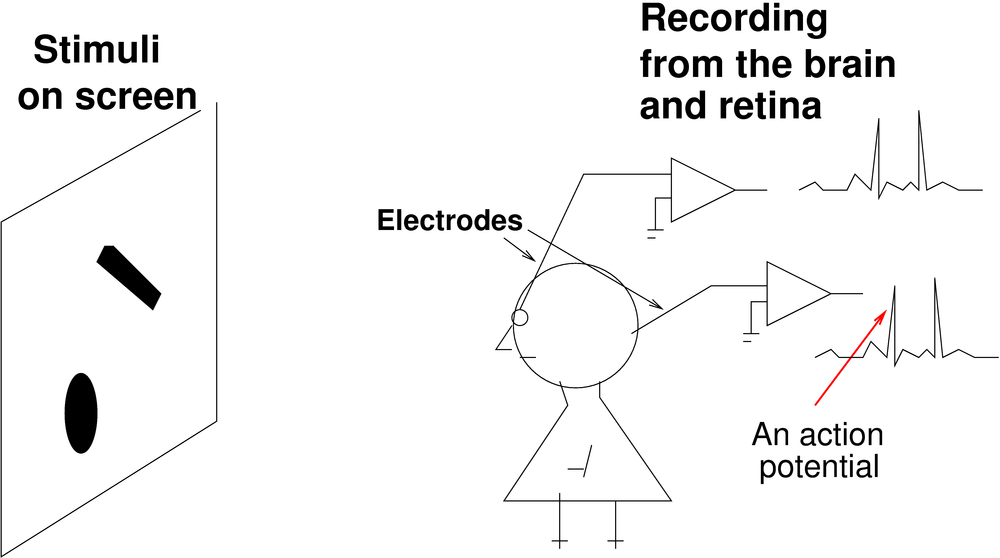 Stimuli
on screen
Recording
from the brain
and retina
Electrodes
An action
potential